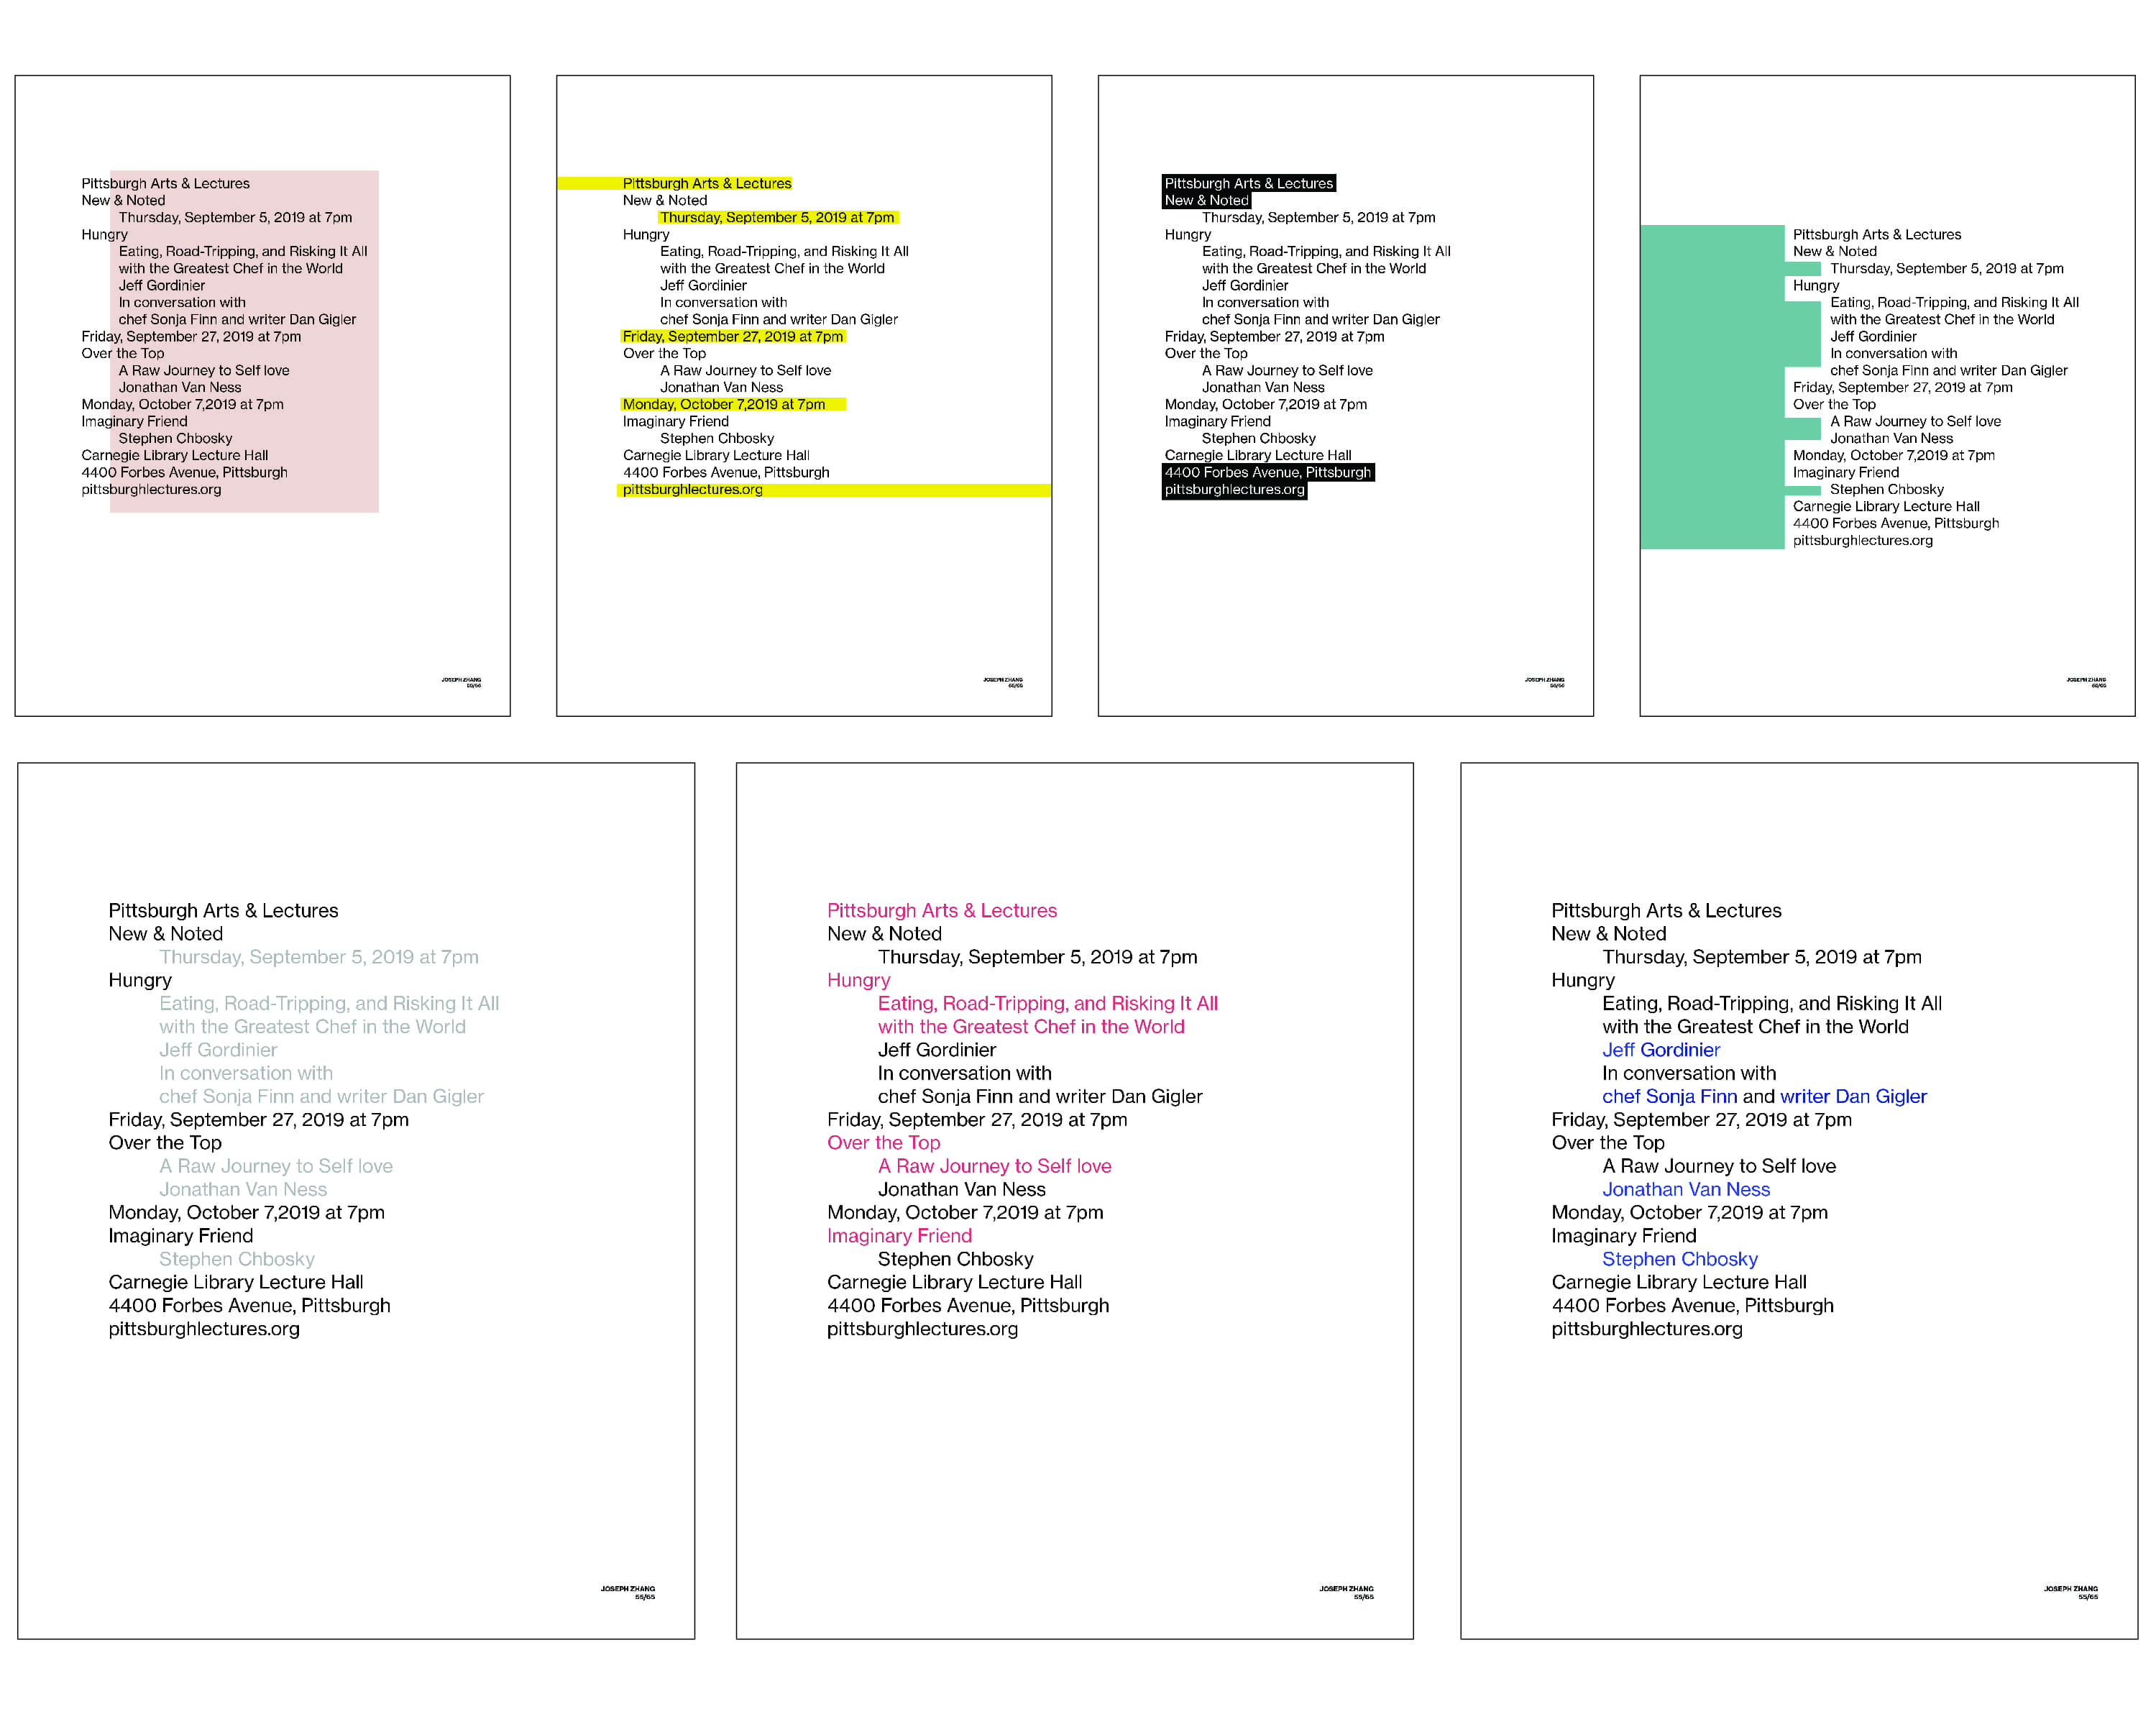 Pittsburgh Arts & Lectures
New & Noted
Thursday, September 5, 2019 at 7pm
Hungry
Eating, Road-Tripping, and Risking It All
with the Greatest Chef in the World
Jeff Gordinier
In conversation with
chef Sonja Finn and writer Dan Gigler
Friday, September 27, 2019 at 7pm
Over the Top
A Raw Journey to Self love
Jonathan Van Ness
Monday, October 7,2019 at 7pm
Imaginary Friend
Stephen Chbosky
Carnegie Library Lecture Hall
4400 Forbes Avenue, Pittsburgh
pittsburghlectures.org
JOSEPH ZHANG
55/65
Pittsburgh Arts & Lectures
New & Noted
Thursday, September 5, 2019 at 7pm
Hungry
Eating, Road-Tripping, and Risking It All
with the Greatest Chef in the World
Jeff Gordinier
In conversation with
chef Sonja Finn and writer Dan Gigler
Friday, September 27, 2019 at 7pm
Over the Top
A Raw Journey to Self love
Jonathan Van Ness
Monday, October 7,2019 at 7pm
Imaginary Friend
Stephen Chbosky
Carnegie Library Lecture Hall
4400 Forbes Avenue, Pittsburgh
pittsburghlectures.org
JOSEPH ZHANG
55/65
Pittsburgh Arts & Lectures
New & Noted
Thursday, September 5, 2019 at 7pm
Hungry
Eating, Road-Tripping, and Risking It All
with the Greatest Chef in the World
Jeff Gordinier
In conversation with
chef Sonja Finn and writer Dan Gigler
Friday, September 27, 2019 at 7pm
Over the Top
A Raw Journey to Self love
Jonathan Van Ness
Monday, October 7,2019 at 7pm
Imaginary Friend
Stephen Chbosky
Carnegie Library Lecture Hall
4400 Forbes Avenue, Pittsburgh
pittsburghlectures.org
JOSEPH ZHANG
55/65
Pittsburgh Arts & Lectures
New & Noted
Thursday, September 5, 2019 at 7pm
Hungry
Eating, Road-Tripping, and Risking It All
with the Greatest Chef in the World
Jeff Gordinier
In conversation with
chef Sonja Finn and writer Dan Gigler
Friday, September 27, 2019 at 7pm
Over the Top
A Raw Journey to Self love
Jonathan Van Ness
Monday, October 7,2019 at 7pm
Imaginary Friend
Stephen Chbosky
Carnegie Library Lecture Hall
4400 Forbes Avenue, Pittsburgh
pittsburghlectures.org
JOSEPH ZHANG
55/65
Pittsburgh Arts & Lectures
New & Noted
Thursday, September 5, 2019 at 7pm
Hungry
Eating, Road-Tripping, and Risking It All
with the Greatest Chef in the World
Jeff Gordinier
In conversation with
chef Sonja Finn and writer Dan Gigler
Friday, September 27, 2019 at 7pm
Over the Top
A Raw Journey to Self love
Jonathan Van Ness
Monday, October 7,2019 at 7pm
Imaginary Friend
Stephen Chbosky
Carnegie Library Lecture Hall
4400 Forbes Avenue, Pittsburgh
pittsburghlectures.org
JOSEPH ZHANG
55/65
Pittsburgh Arts & Lectures
New & Noted
Thursday, September 5, 2019 at 7pm
Hungry
Eating, Road-Tripping, and Risking It All
with the Greatest Chef in the World
Jeff Gordinier
In conversation with
chef Sonja Finn and writer Dan Gigler
Friday, September 27, 2019 at 7pm
Over the Top
A Raw Journey to Self love
Jonathan Van Ness
Monday, October 7,2019 at 7pm
Imaginary Friend
Stephen Chbosky
Carnegie Library Lecture Hall
4400 Forbes Avenue, Pittsburgh
pittsburghlectures.org
JOSEPH ZHANG
55/65
Pittsburgh Arts & Lectures
New & Noted
Thursday, September 5, 2019 at 7pm
Hungry
Eating, Road-Tripping, and Risking It All
with the Greatest Chef in the World
Jeff Gordinier
In conversation with
chef Sonja Finn and writer Dan Gigler
Friday, September 27, 2019 at 7pm
Over the Top
A Raw Journey to Self love
Jonathan Van Ness
Monday, October 7,2019 at 7pm
Imaginary Friend
Stephen Chbosky
Carnegie Library Lecture Hall
4400 Forbes Avenue, Pittsburgh
pittsburghlectures.org
JOSEPH ZHANG
55/65